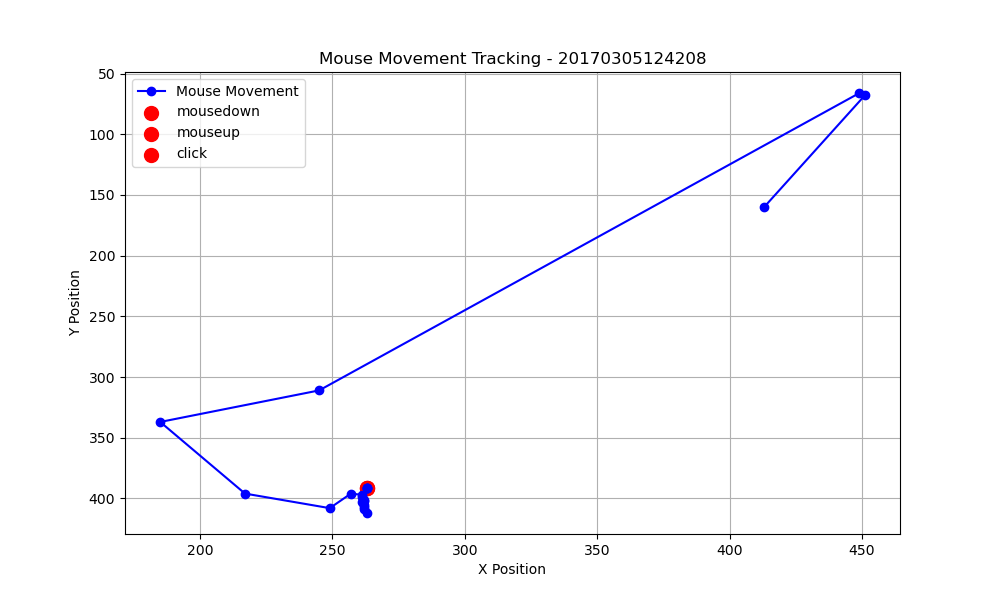 Mouse Movement Tracking - 20170305124208
Mouse Movement
mousedown
mouseup
click
50
100
150
200
250
300
350
400
Y Position
200
250
300
350
400
450
X Position